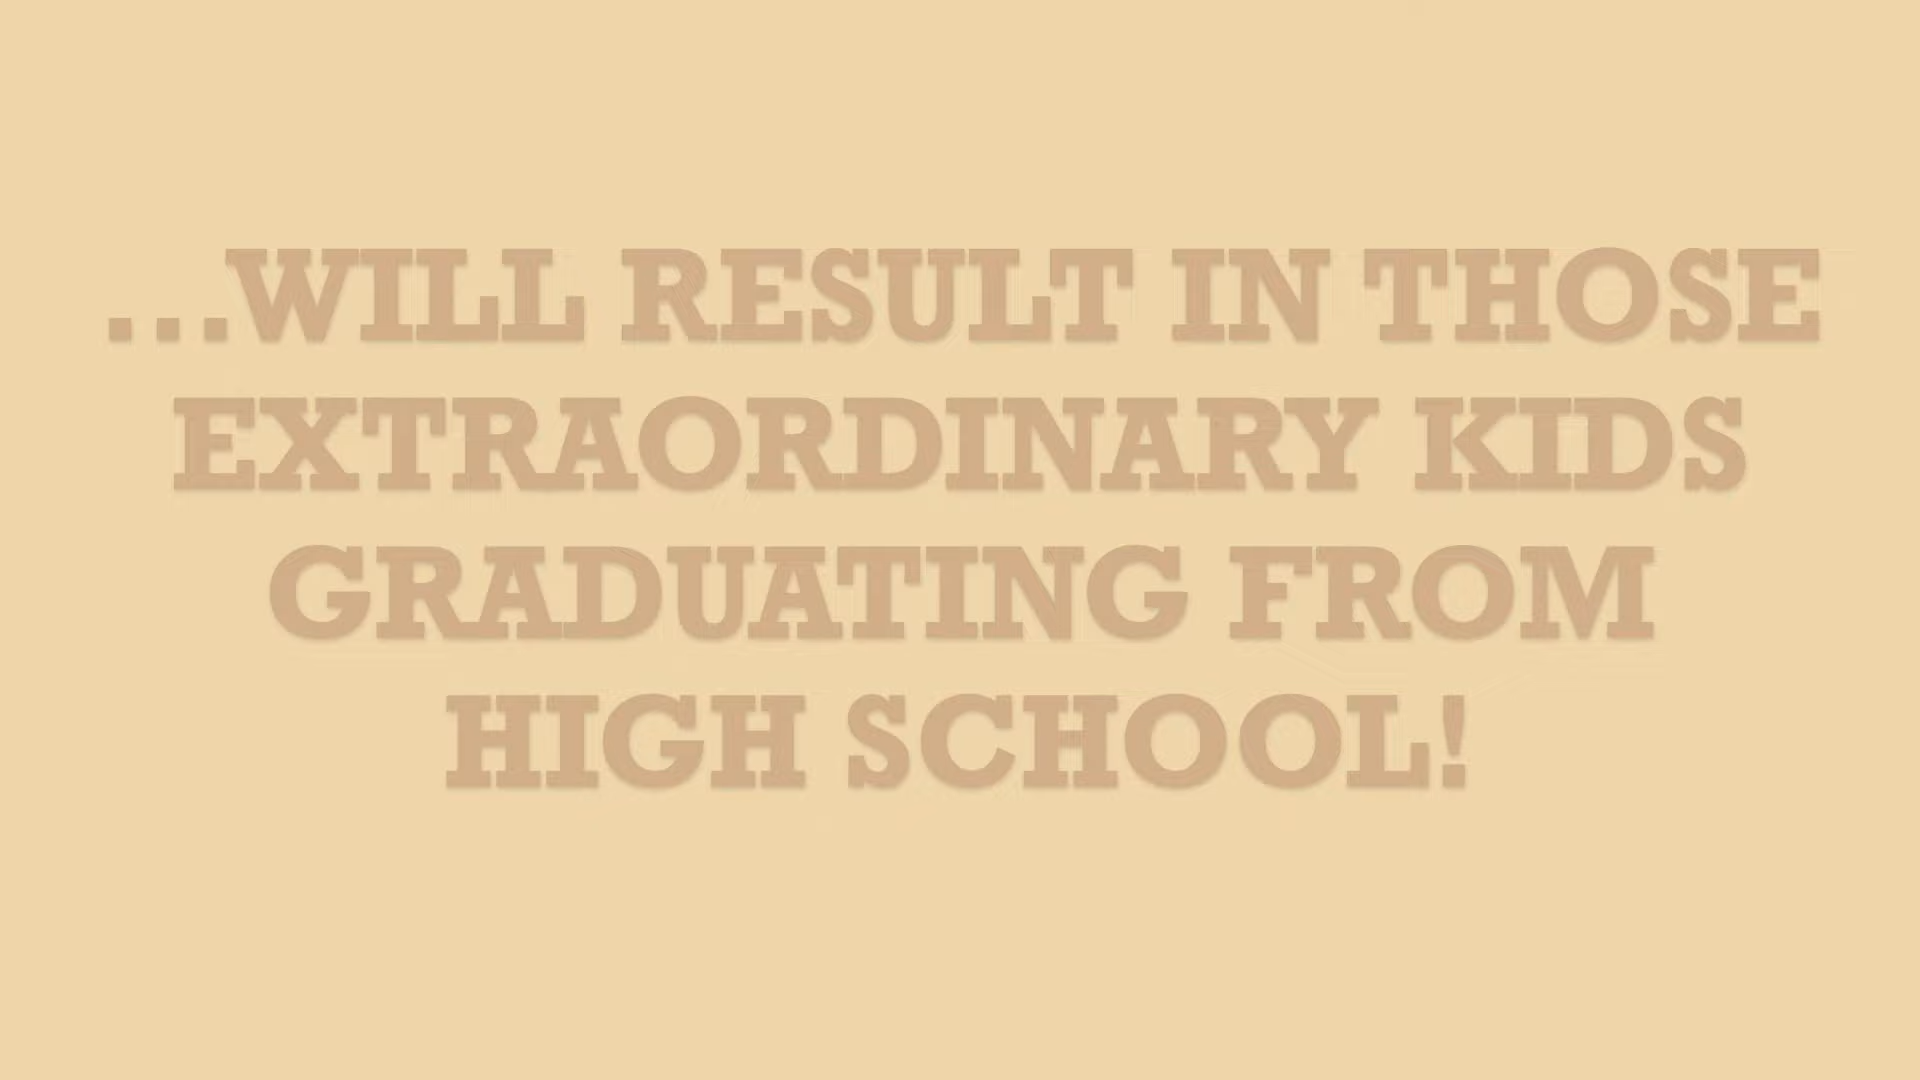 ...WILL RESULT IN THOSE
EXTRAORDINARY KIDS
GRADUATING FROM
HIGH SCHOOL!